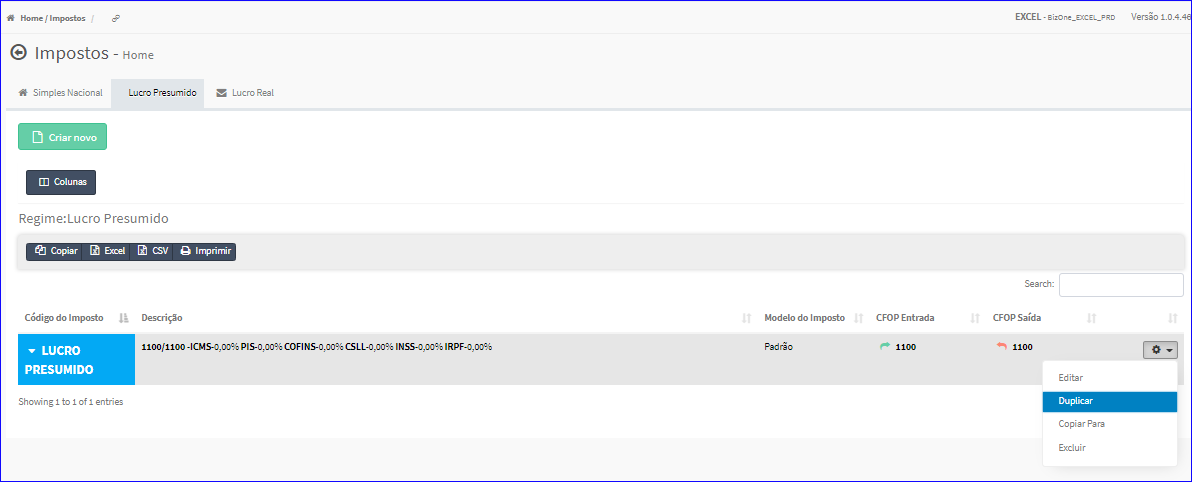 Home / Impostos /
EXCEL - BizOne_EXCEL_PRD Versão 1.0.4.46
Impostos - Home
Simples Nacional Lucro Presumido Lucro Real
Criar novo
Colunas
Regime:Lucro Presumido
Copiar Excel CSV Imprimir
Search:
Código do Imposto Descrição Modelo do Imposto CFOP Entrada CFOP Saída
LUCRO PRESUMIDO 1100/1100 -ICMS-0,00% PIS-0,00% COFINS-0,00% CSLL-0,00% INSS-0,00% IRPF-0,00% Padrão 1100 1100
Editar
Duplicar
Copiar Para
Excluir
Showing 1 to 1 of 1 entries